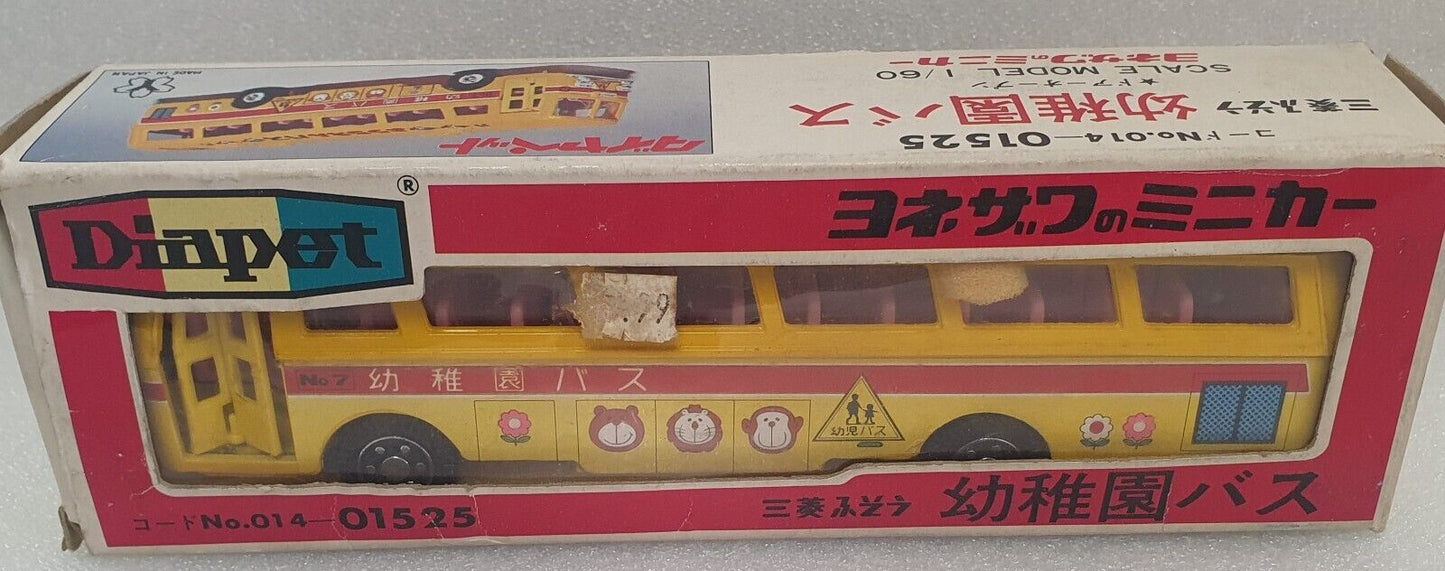 MADE IN JAPAN
ダイヤペット
ヨネザワのミニカー
SCALE MODEL 1/60
★ドアオープン
三菱ふそう 幼稚園バス
コードNo.014-01525
Diapet ®
ヨネザワのミニカー
.99
No7 幼稚園バス
幼児バス
コードNo.014-01525
三菱ふそう 幼稚園バス